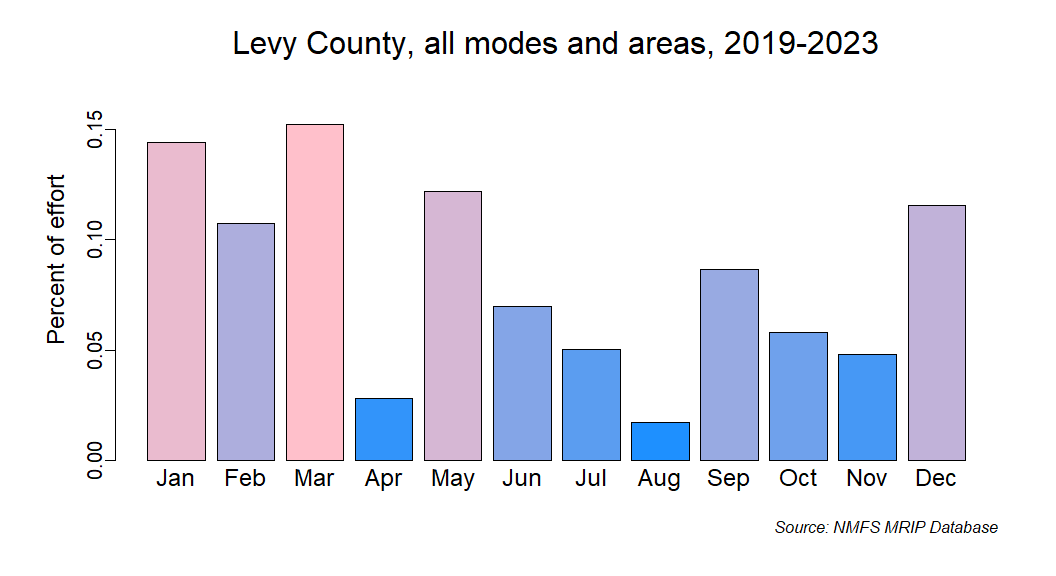 Levy County, all modes and areas, 2019-2023
Percent of effort
0.15
0.10
0.05
0.00
Jan Feb Mar Apr May Jun Jul Aug Sep Oct Nov Dec
Source: NMFS MRIP Database